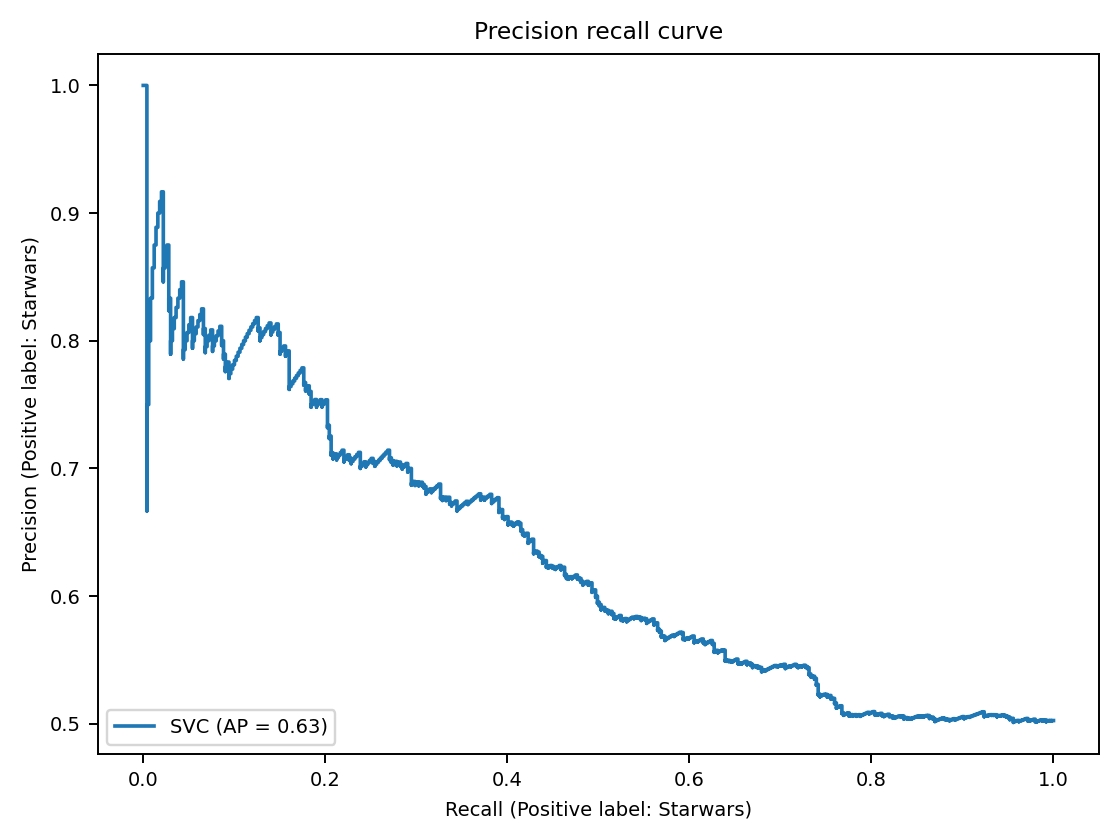 Precision recall curve
1.0
0.9
0.8
0.7
0.6
0.5
Precision (Positive label: Starwars)
SVC (AP = 0.63)
0.0 0.2 0.4 0.6 0.8 1.0
Recall (Positive label: Starwars)